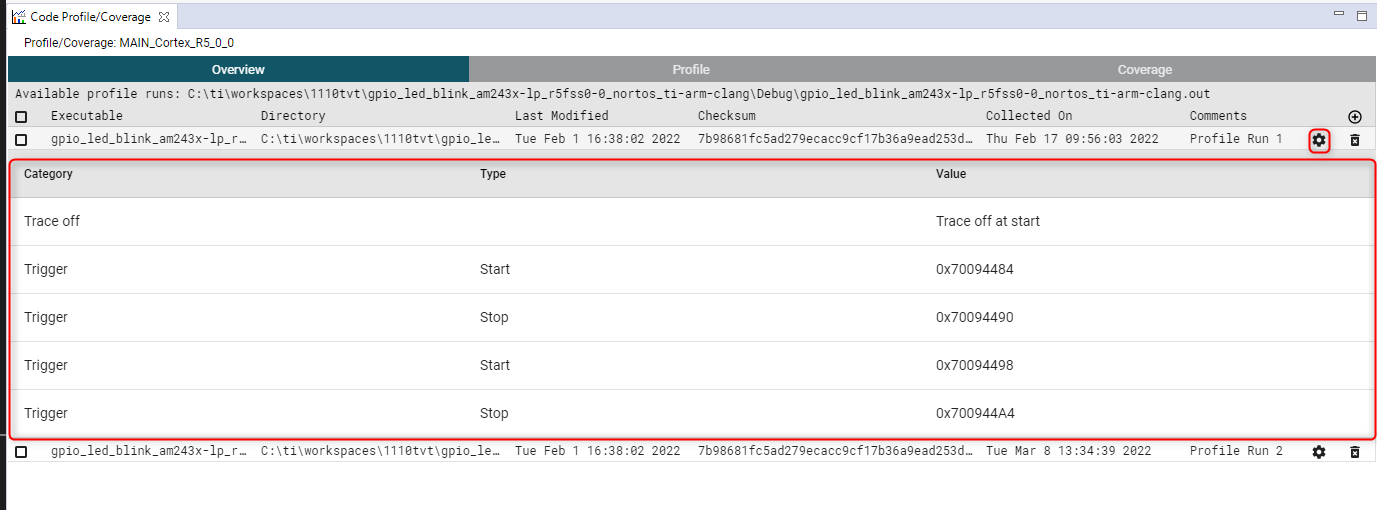 Code Profile/Coverage
Profile/Coverage: MAIN_Cortex_R5_0_0
Overview Profile Coverage
Available profile runs: C:\ti\workspaces\1110tvt\gpio_led_blink_am243x-lp_r5fss0-0_nortos_ti-arm-clang\Debug\gpio_led_blink_am243x-lp_r5fss0-0_nortos_ti-arm-clang.out
Executable Directory Last Modified Checksum Collected On Comments
gpio_led_blink_am243x-lp_r… C:\ti\workspaces\1110tvt\gpio_le… Tue Feb 1 16:38:02 2022 7b98681fc5ad279ecacc9cf17b36a9ead253d… Thu Feb 17 09:56:03 2022 Profile Run 1
Category Type Value
Trace off Trace off at start
Trigger Start 0x70094484
Trigger Stop 0x70094490
Trigger Start 0x70094498
Trigger Stop 0x700944A4
gpio_led_blink_am243x-lp_r… C:\ti\workspaces\1110tvt\gpio_le… Tue Feb 1 16:38:02 2022 7b98681fc5ad279ecacc9cf17b36a9ead253d… Tue Mar 8 13:34:39 2022 Profile Run 2